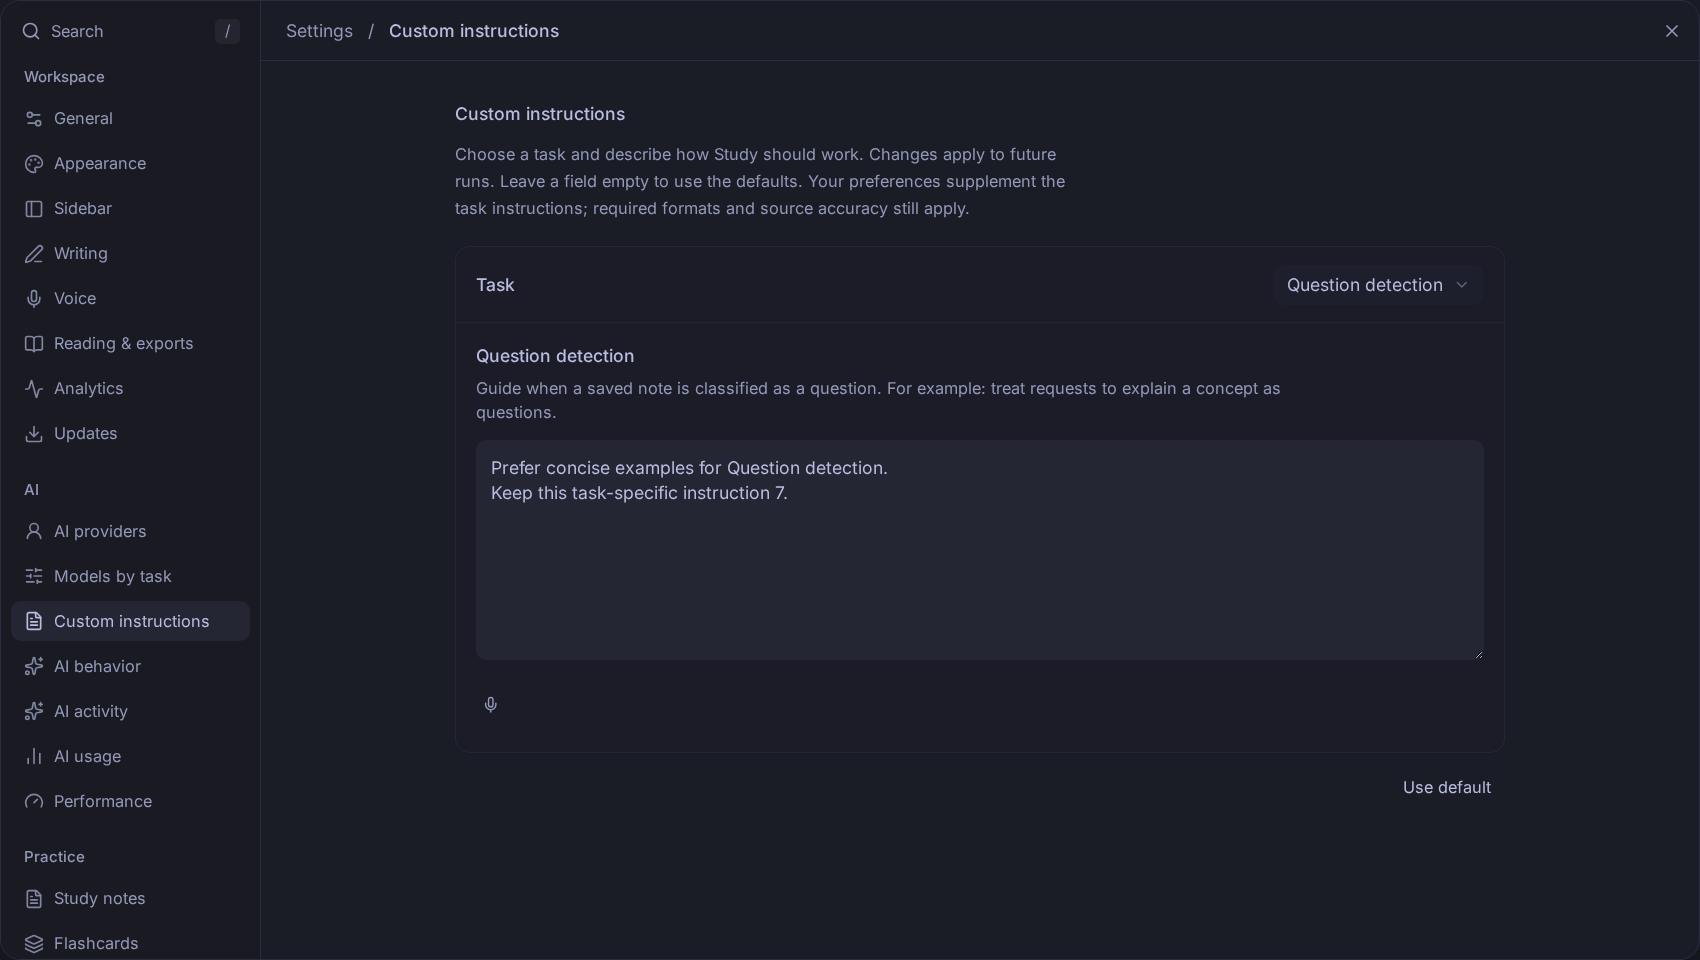 Search /
Workspace
General
Appearance
Sidebar
Writing
Voice
Reading & exports
Analytics
Updates
AI
AI providers
Models by task
Custom instructions
AI behavior
AI activity
AI usage
Performance
Practice
Study notes
Flashcards
Settings / Custom instructions
Custom instructions
Choose a task and describe how Study should work. Changes apply to future
runs. Leave a field empty to use the defaults. Your preferences supplement the
task instructions; required formats and source accuracy still apply.
Task Question detection
Question detection
Guide when a saved note is classified as a question. For example: treat requests to explain a concept as
questions.
Prefer concise examples for Question detection.
Keep this task-specific instruction 7.
Use default